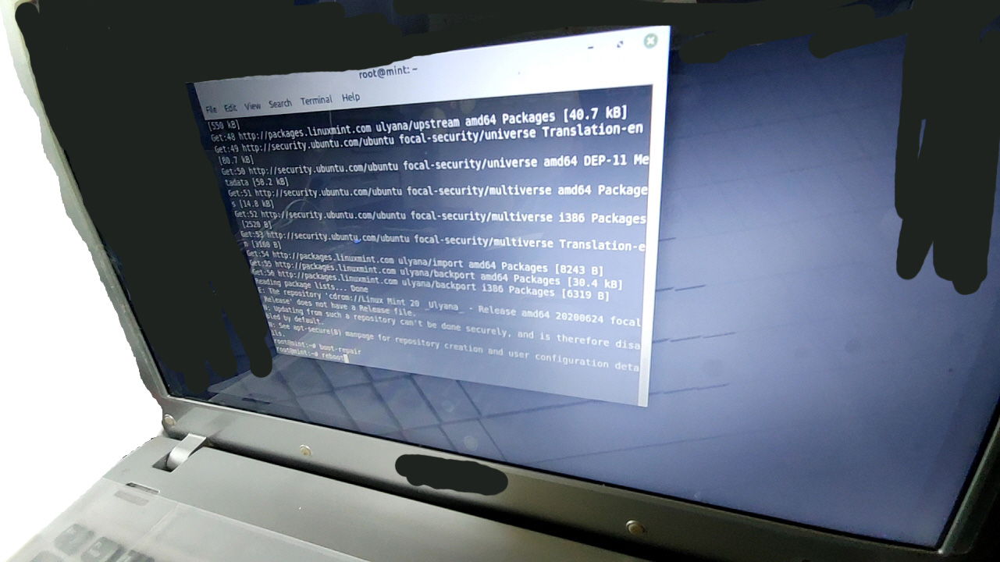 root@mint: ~
File Edit View Search Terminal Help
[550 kB]
Get:48 http://packages.linuxmint.com ulyana/upstream amd64 Packages [40.7 kB]
Get:49 http://security.ubuntu.com/ubuntu focal-security/universe Translation-en
[80.7 kB]
Get:50 http://security.ubuntu.com/ubuntu focal-security/universe amd64 DEP-11 Me
tadata [58.2 kB]
Get:51 http://security.ubuntu.com/ubuntu focal-security/multiverse amd64 Package
s [14.8 kB]
Get:52 http://security.ubuntu.com/ubuntu focal-security/multiverse i386 Packages
[2520 B]
Get:53 http://security.ubuntu.com/ubuntu focal-security/multiverse Translation-e
n [3160 B]
Get:54 http://packages.linuxmint.com ulyana/import amd64 Packages [8243 B]
Get:55 http://packages.linuxmint.com ulyana/backport amd64 Packages [30.4 kB]
Get:56 http://packages.linuxmint.com ulyana/backport i386 Packages [6319 B]
Reading package lists... Done
E: The repository 'cdrom://Linux Mint 20 _Ulyana_ - Release amd64 20200624 focal
Release' does not have a Release file.
N: Updating from such a repository can't be done securely, and is therefore disa
bled by default.
N: See apt-secure(8) manpage for repository creation and user configuration deta
ils.
root@mint:~# boot-repair
root@mint:~# reboot